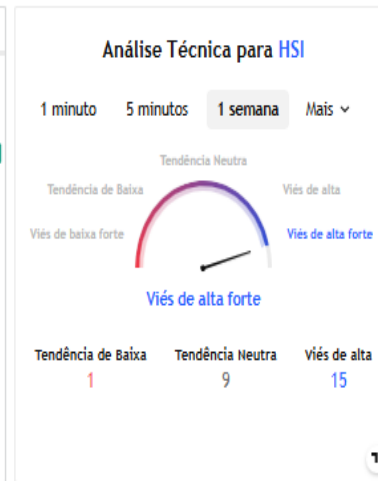 Análise Técnica para HSI
1 minuto 5 minutos 1 semana Mais
Tendência Neutra
Tendência de Baixa Viés de alta
Viés de baixa forte Viés de alta forte
Viés de alta forte
Tendência de Baixa Tendência Neutra Viés de alta
1 9 15